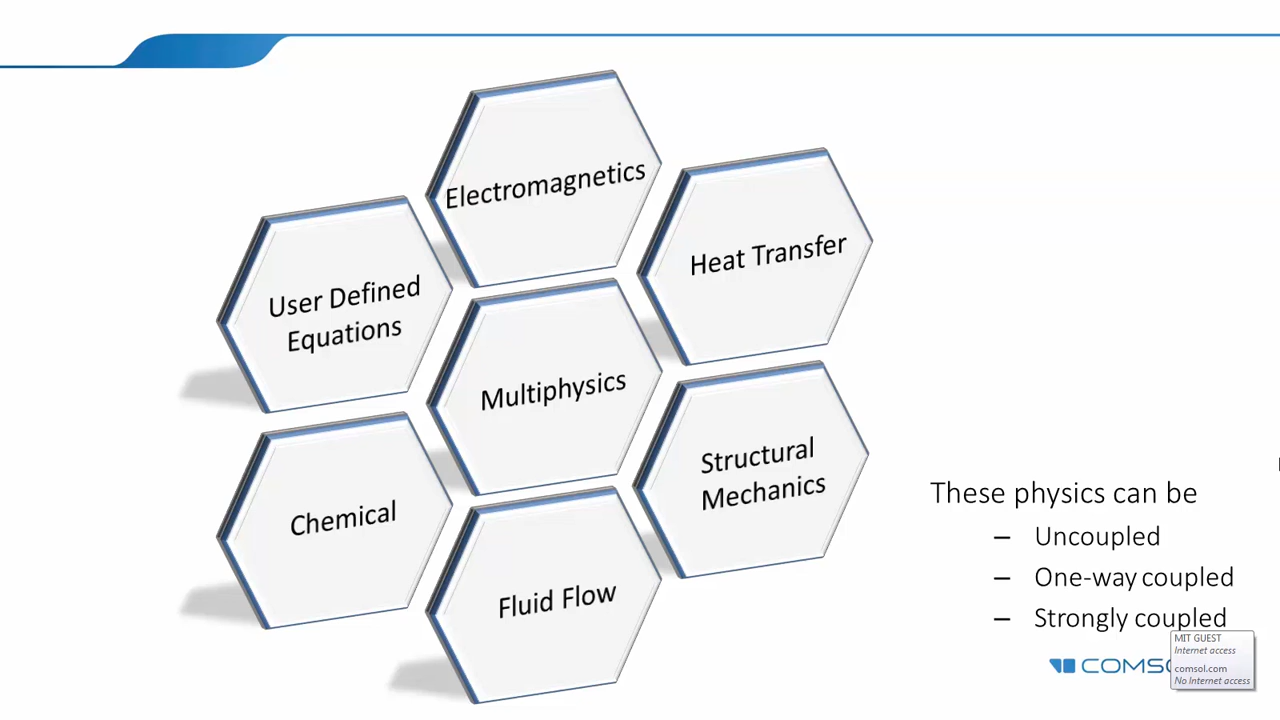 Electromagnetics
Heat Transfer
User Defined
Equations
Multiphysics
Structural
Mechanics
Chemical
Fluid Flow
These physics can be
– Uncoupled
– One-way coupled
– Strongly coupled
MIT GUEST
Internet access
comsol.com
No Internet access